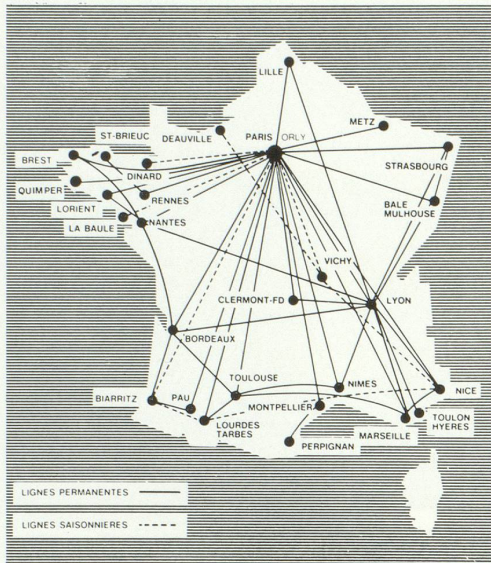 LILLE
METZ
ST-BRIEUC
DEAUVILLE
PARIS ORLY
BREST
STRASBOURG
DINARD
QUIMPER
RENNES
BALE
MULHOUSE
LORIENT
NANTES
LA BAULE
VICHY
CLERMONT-FD
LYON
BORDEAUX
TOULOUSE
NIMES
NICE
BIARRITZ
PAU
MONTPELLIER
LOURDES
TARBES
TOULON
HYERES
MARSEILLE
PERPIGNAN
LIGNES PERMANENTES
LIGNES SAISONNIERES